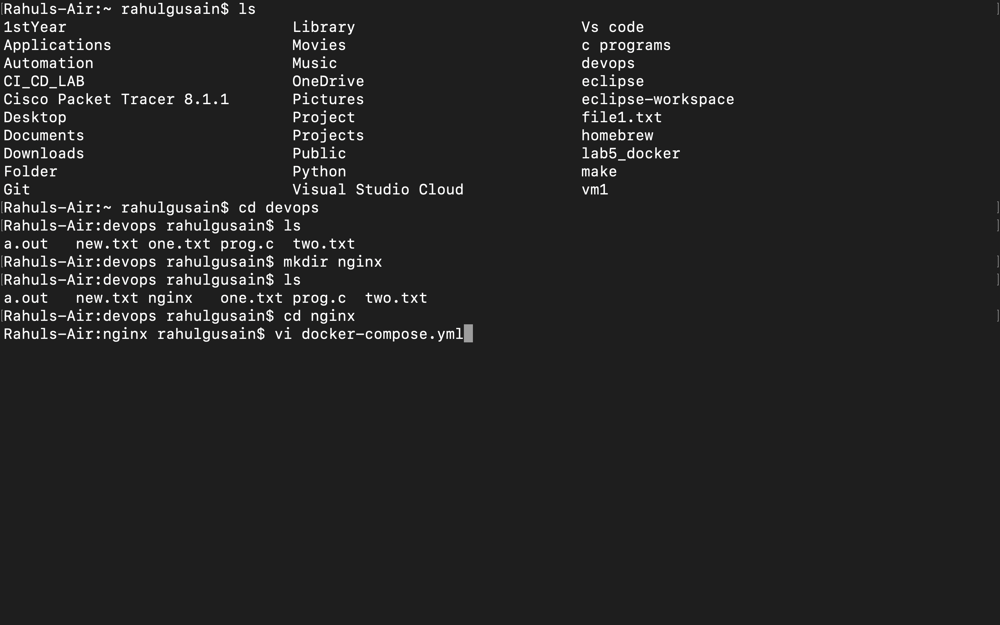 [Rahuls-Air:~ rahulgusain$ ls ]
1stYear Library Vs code
Applications Movies c programs
Automation Music devops
CI_CD_LAB OneDrive eclipse
Cisco Packet Tracer 8.1.1 Pictures eclipse-workspace
Desktop Project file1.txt
Documents Projects homebrew
Downloads Public lab5_docker
Folder Python make
Git Visual Studio Cloud vm1
[Rahuls-Air:~ rahulgusain$ cd devops ]
[Rahuls-Air:devops rahulgusain$ ls ]
a.out new.txt one.txt prog.c two.txt
[Rahuls-Air:devops rahulgusain$ mkdir nginx ]
[Rahuls-Air:devops rahulgusain$ ls ]
a.out new.txt nginx one.txt prog.c two.txt
[Rahuls-Air:devops rahulgusain$ cd nginx ]
Rahuls-Air:nginx rahulgusain$ vi docker-compose.yml